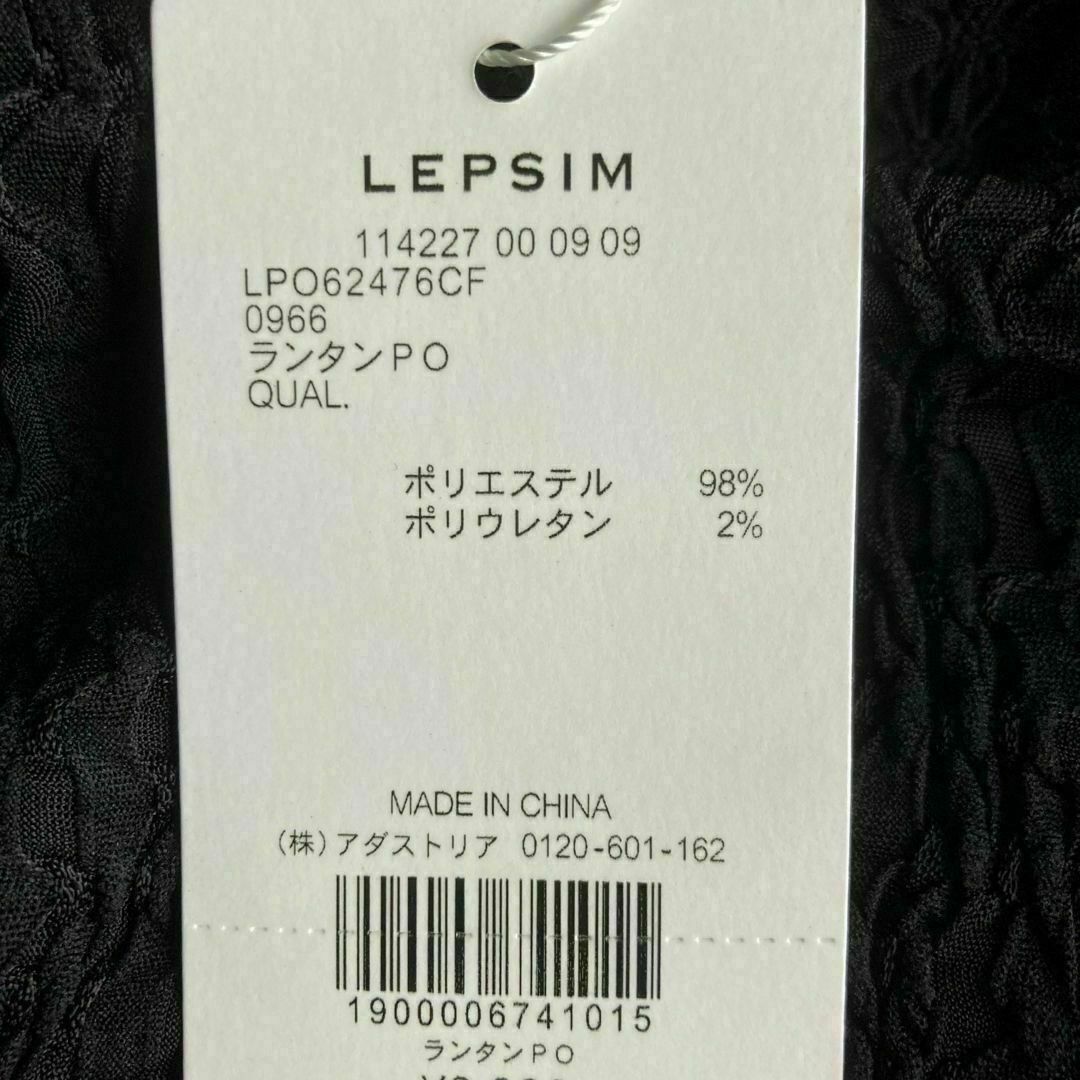 LEPSIM
114227 00 09 09
LPO62476CF
0966
ランタンPO
QUAL.
ポリエステル 98%
ポリウレタン 2%
MADE IN CHINA
(株)アダストリア 0120-601-162
1900006741015
ランタンPO